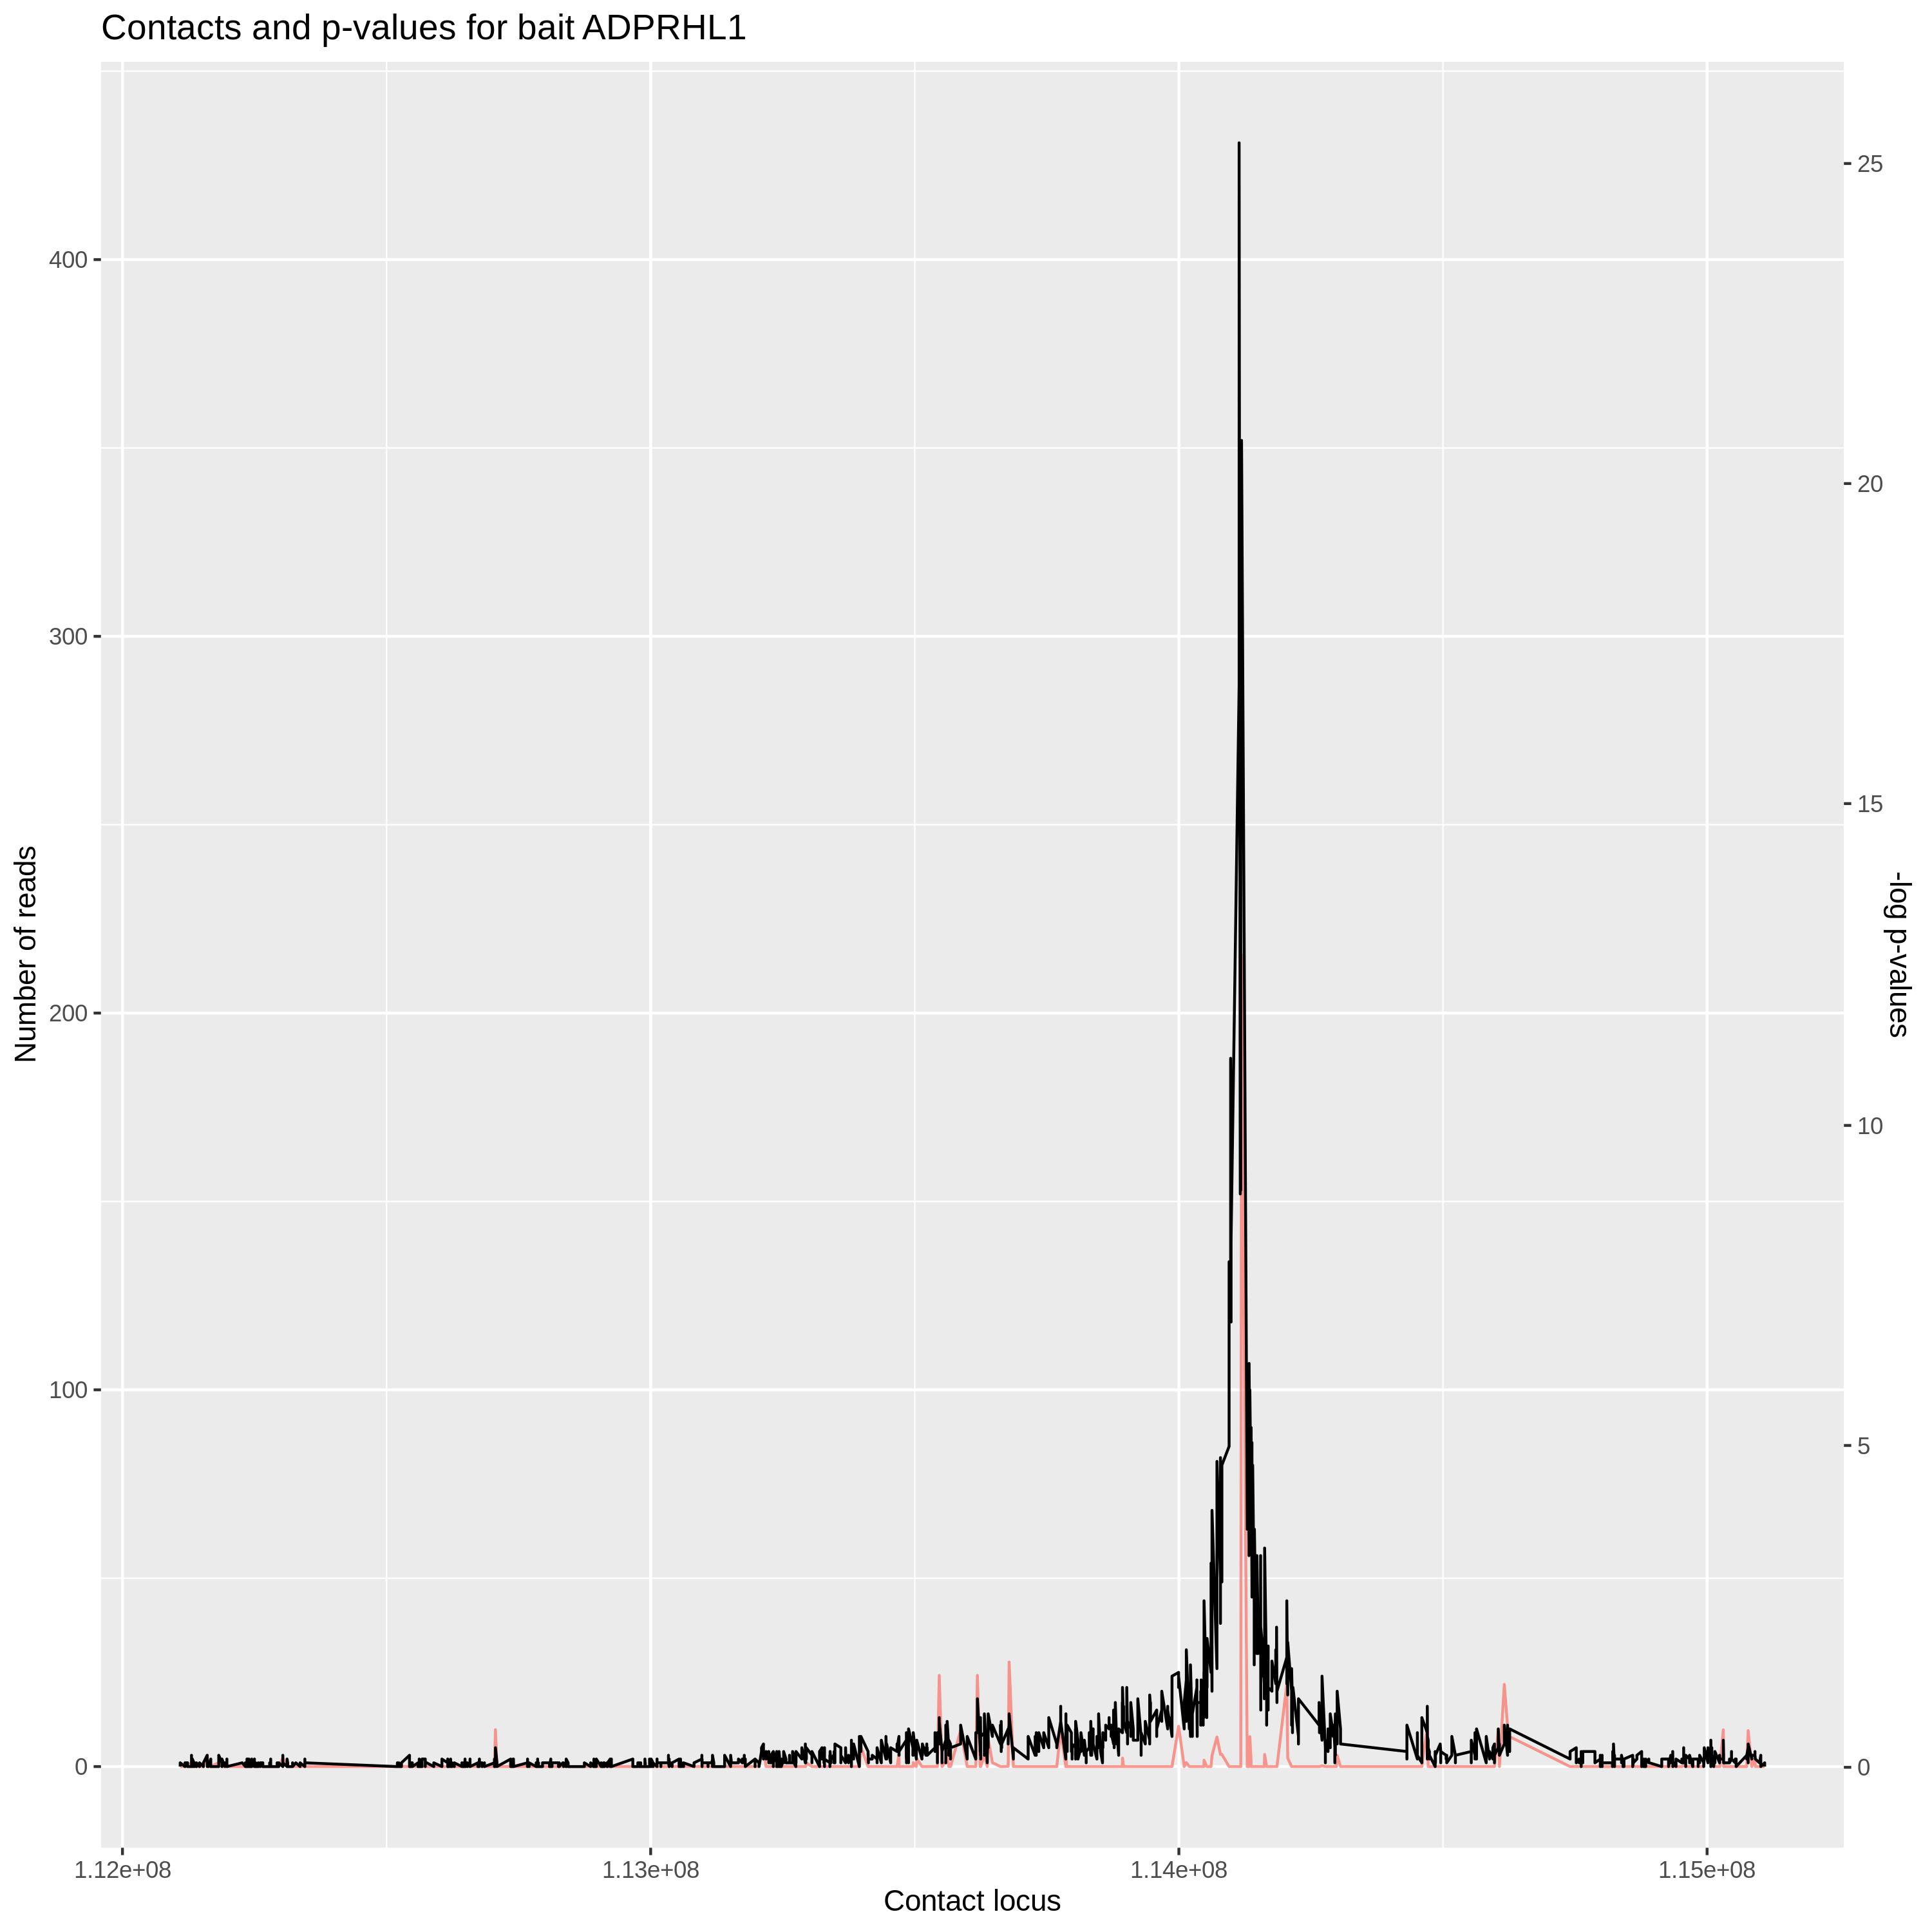 Contacts and p-values for bait ADPRHL1
Number of reads
400
300
200
100
0
25
20
15
10
5
0
-log p-values
1.12e+08
1.13e+08
1.14e+08
1.15e+08
Contact locus